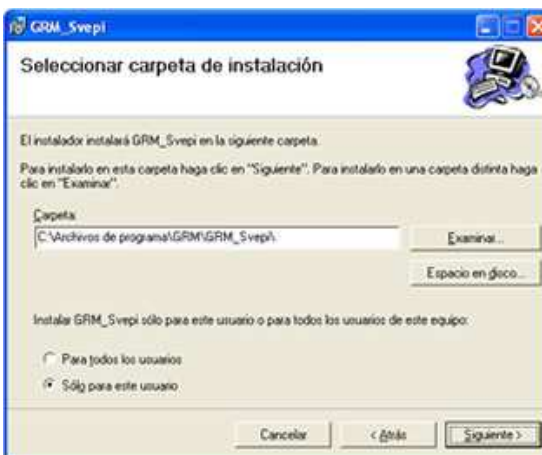 GRM_Svepi
Seleccionar carpeta de instalación
El instalador instalará GRM_Svepi en la siguiente carpeta.
Para instalarlo en esta carpeta haga clic en "Siguiente". Para instalarlo en una carpeta distinta haga
clic en "Examinar".
Carpeta:
C:\Archivos de programa\GRM\GRM_Svepi\
Examinar...
Espacio en disco...
Instalar GRM_Svepi sólo para este usuario o para todos los usuarios de este equipo:
Para todos los usuarios
Sólo para este usuario
Cancelar
< Atrás
Siguiente >